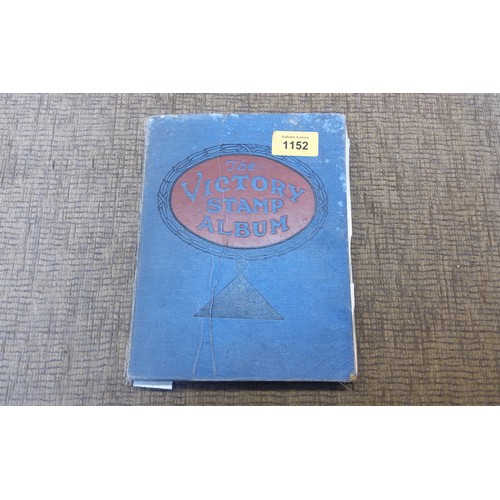 1152
The
VICTORY
STAMP
ALBUM